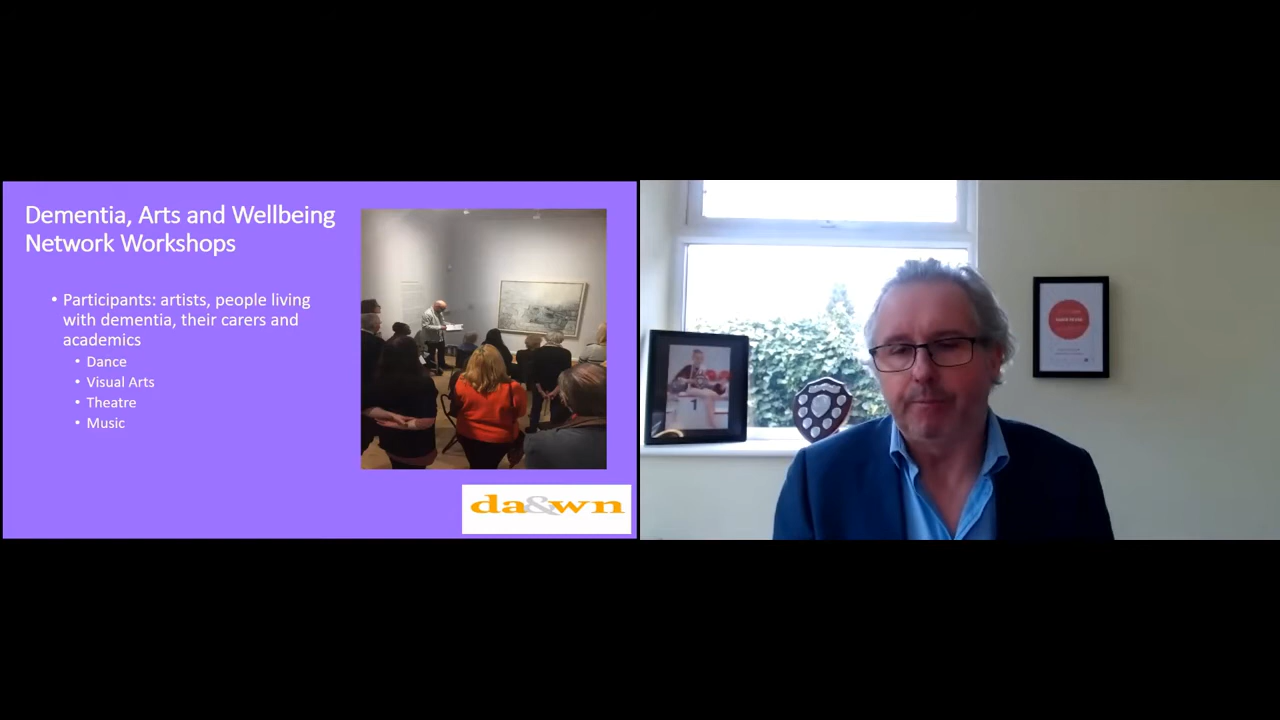 Dementia, Arts and Wellbeing
Network Workshops
• Participants: artists, people living
with dementia, their carers and
academics
• Dance
• Visual Arts
• Theatre
• Music
da&wn
1